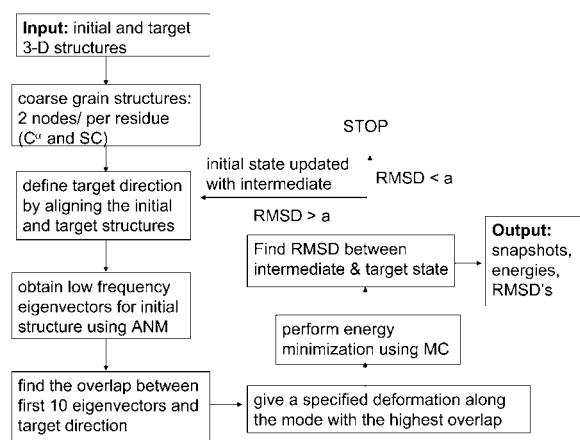 Input: initial and target
3-D structures
coarse grain structures:
2 nodes/ per residue
(Cα and SC)
define target direction
by aligning the initial
and target structures
obtain low frequency
eigenvectors for initial
structure using ANM
find the overlap between
first 10 eigenvectors and
target direction
give a specified deformation along
the mode with the highest overlap
perform energy
minimization using MC
Find RMSD between
intermediate & target state
Output:
snapshots,
energies,
RMSD's
RMSD > a
initial state updated
with intermediate
RMSD < a
STOP